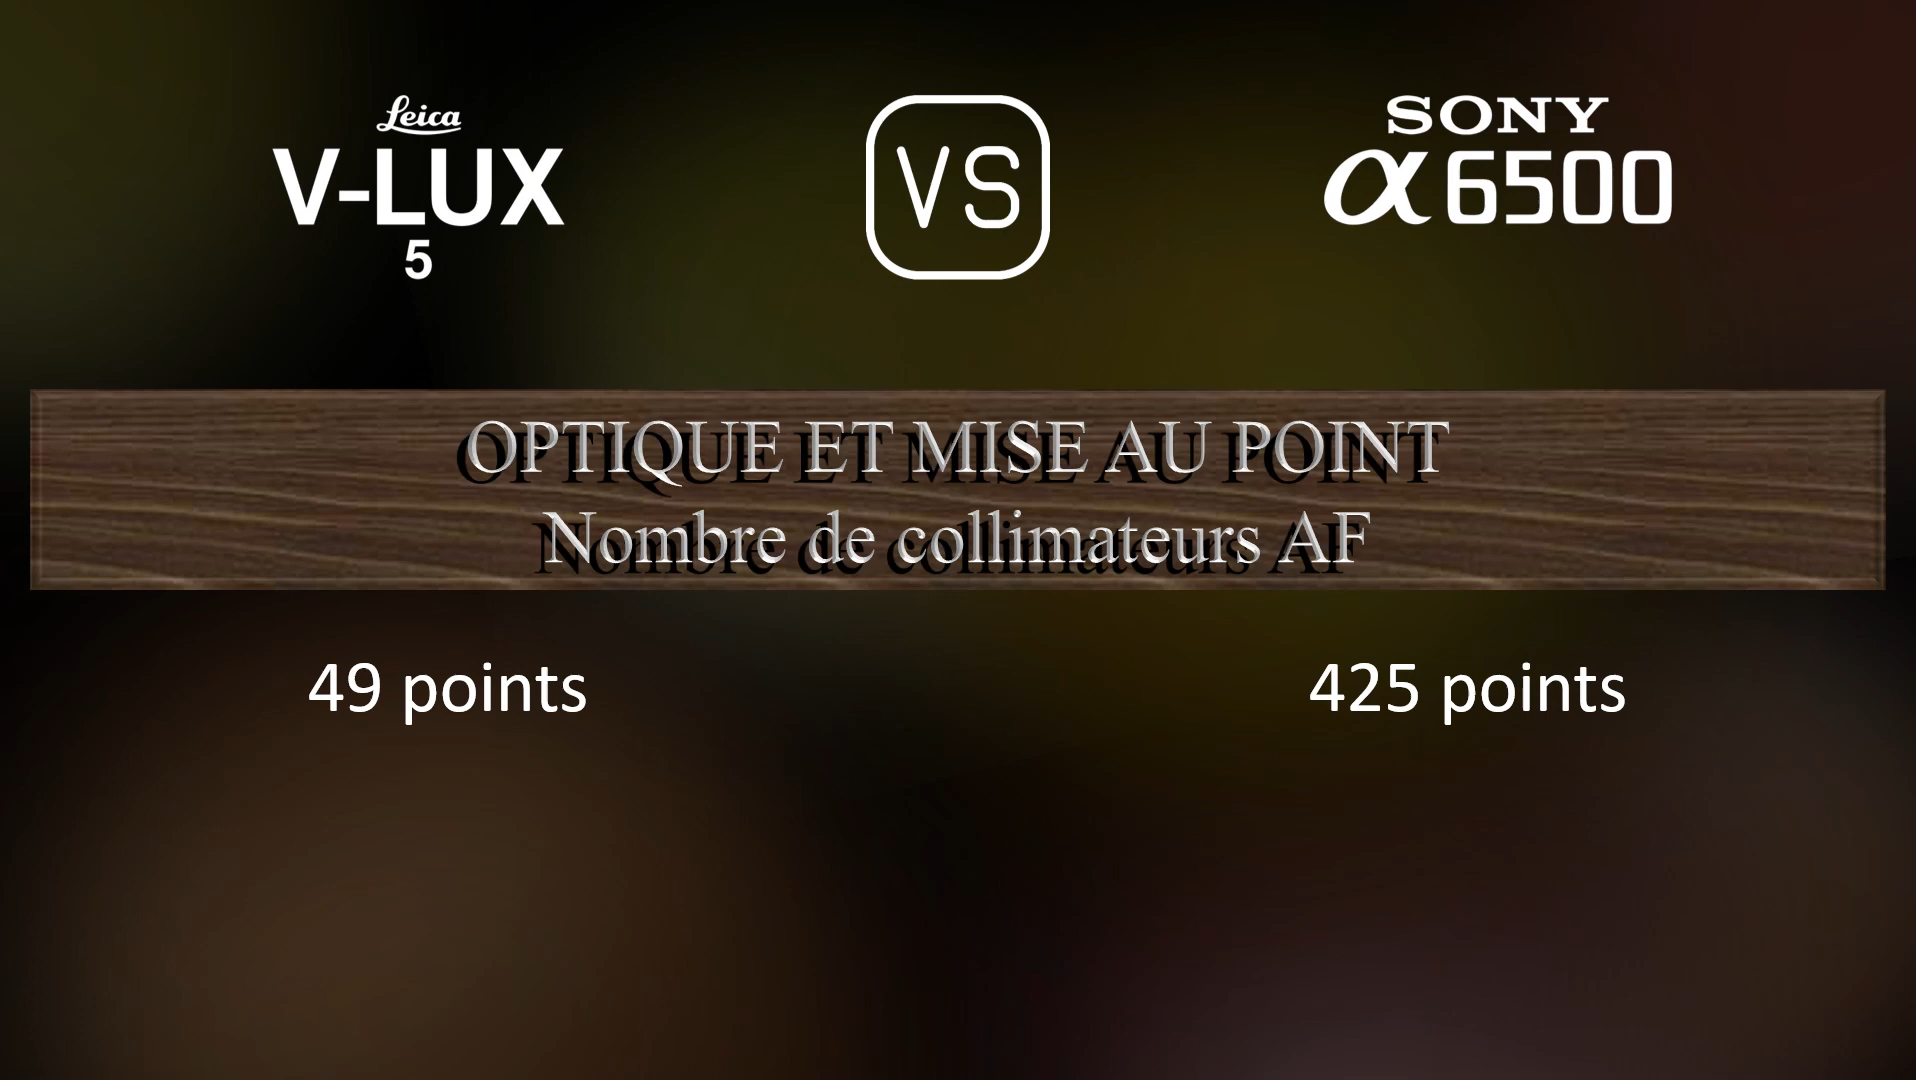 Leica
V-LUX
5
VS
SONY
α6500
OPTIQUE ET MISE AU POINT
Nombre de collimateurs AF
49 points
425 points